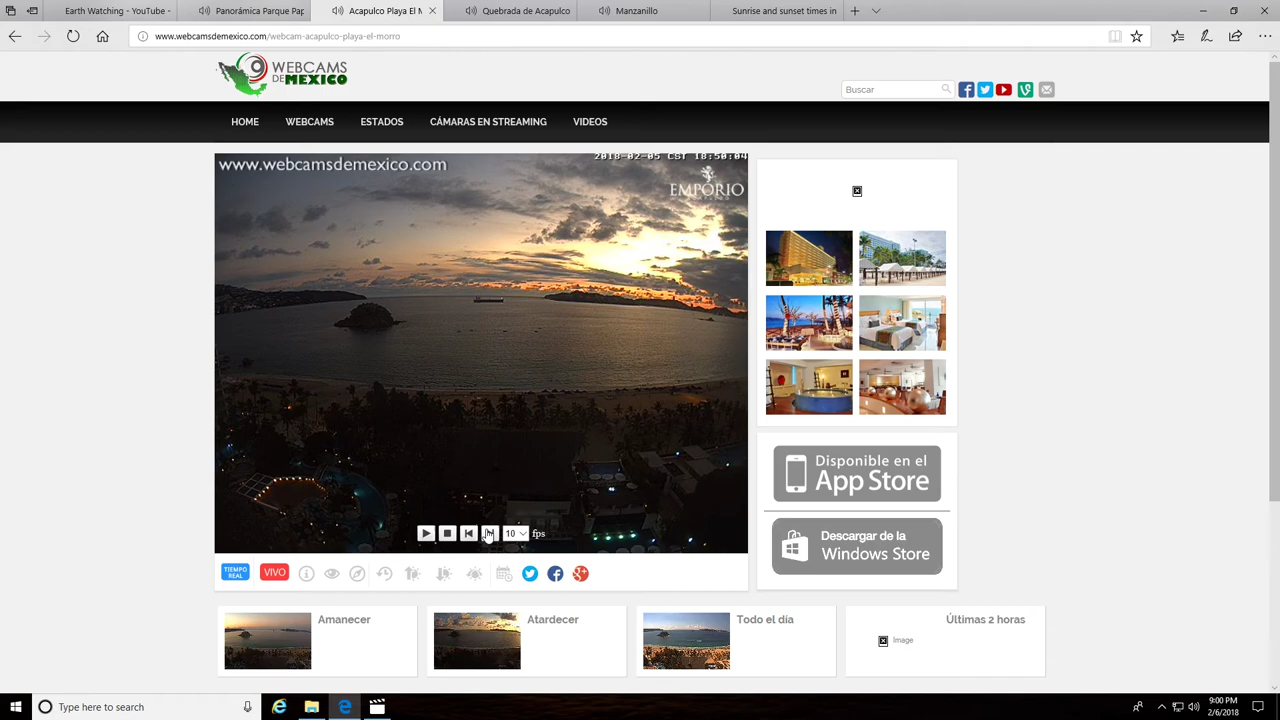 Earth Watching - YouTube
Panorámica Parque Pap
Acapulco Playa El M
Quebrada de Acapulco
Manzanillo
Sunrise and sunset times in
www.webcamsdemexico.com/webcam-acapulco-playa-el-morro
WEBCAMS
DE MEXICO
Buscar
HOME
WEBCAMS
ESTADOS
CÁMARAS EN STREAMING
VIDEOS
www.webcamsdemexico.com
2018-02-05 CST 18:50:04
EMPORIO
10
fps
Disponible en el
App Store
Descargar de la
Windows Store
TIEMPO
REAL
VIVO
Amanecer
Atardecer
Todo el día
Últimas 2 horas
Image
Type here to search
9:00 PM
2/6/2018